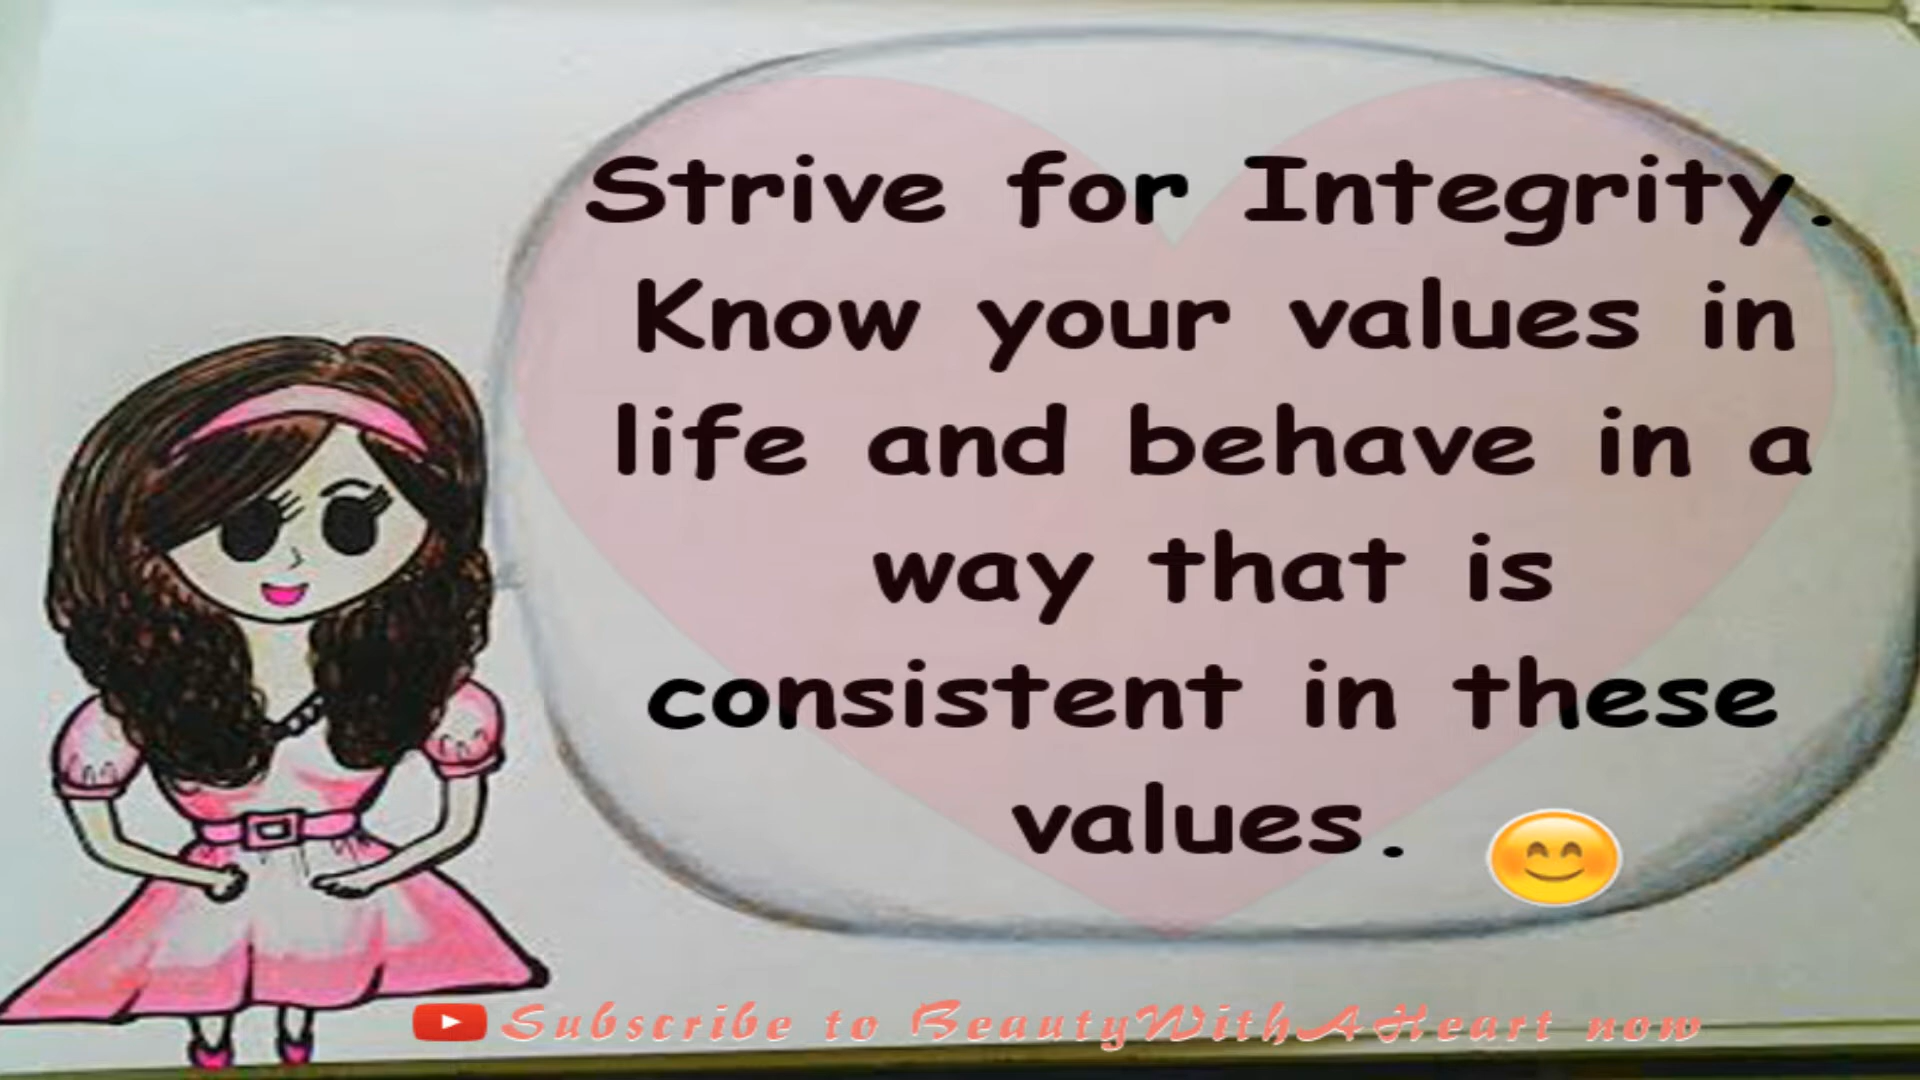 Strive for Integrity.
Know your values in
life and behave in a
way that is
consistent in these
values. 😊
Subscribe to BeautyWithAHeart now